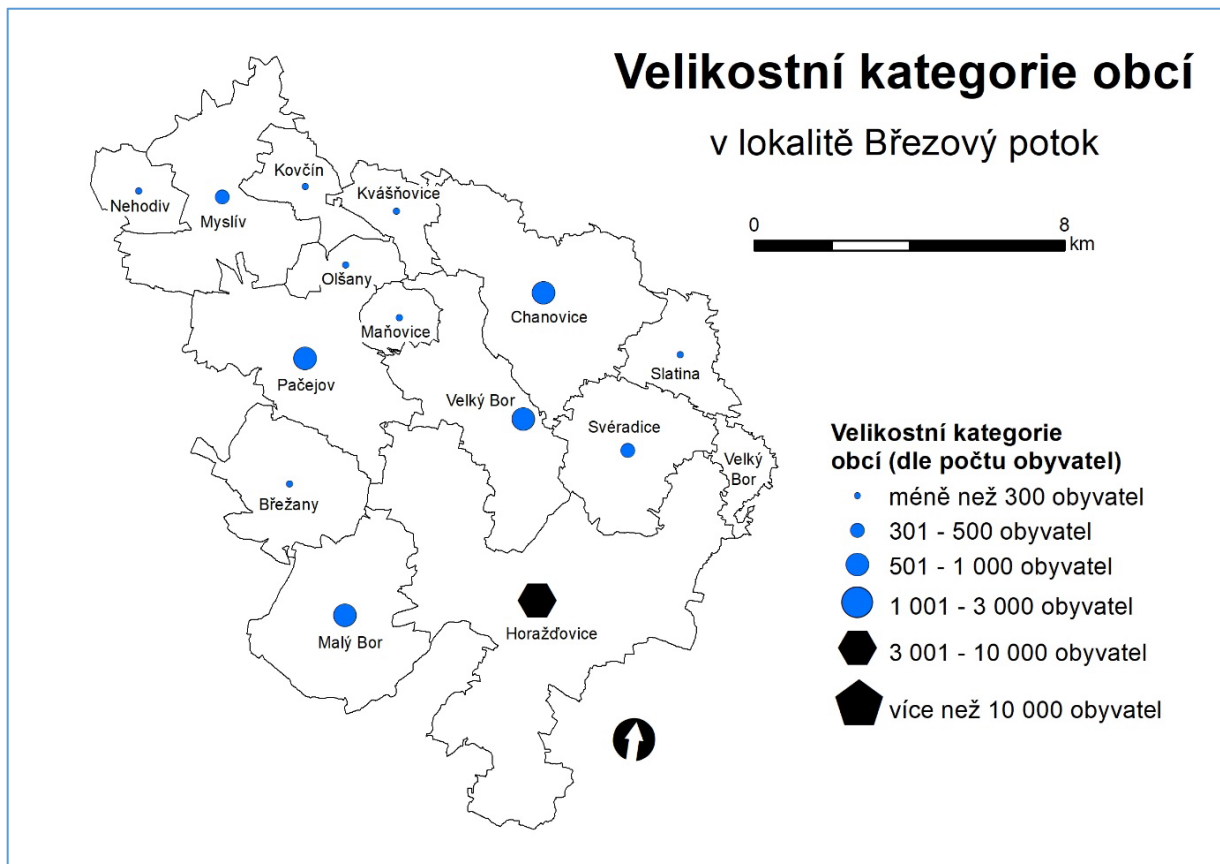 Velikostní kategorie obcí
v lokalitě Březový potok
0
8
km
Kovčín
Kvášňovice
Nehodiv
Myslív
Olšany
Chanovice
Maňovice
Slatina
Pačejov
Velký Bor
Svéradice
Velký
Bor
Břežany
Malý Bor
Horažďovice
Velikostní kategorie
obcí (dle počtu obyvatel)
méně než 300 obyvatel
301 - 500 obyvatel
501 - 1 000 obyvatel
1 001 - 3 000 obyvatel
3 001 - 10 000 obyvatel
více než 10 000 obyvatel